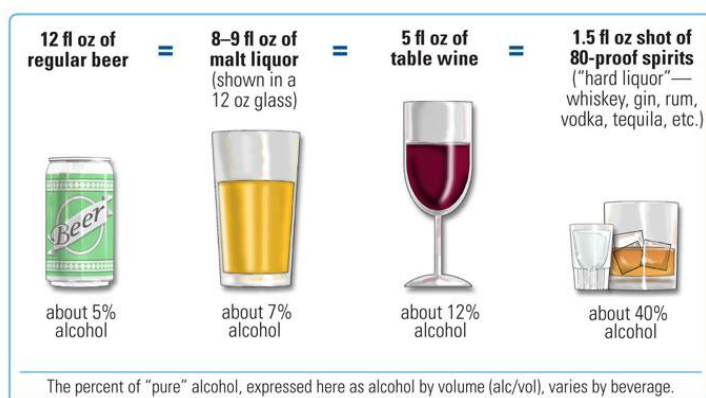 12 fl oz of
regular beer
=
8–9 fl oz of
malt liquor
(shown in a
12 oz glass)
=
5 fl oz of
table wine
=
1.5 fl oz shot of
80-proof spirits
(“hard liquor”—
whiskey, gin, rum,
vodka, tequila, etc.)
Beer
about 5%
alcohol
about 7%
alcohol
about 12%
alcohol
about 40%
alcohol
The percent of “pure” alcohol, expressed here as alcohol by volume (alc/vol), varies by beverage.